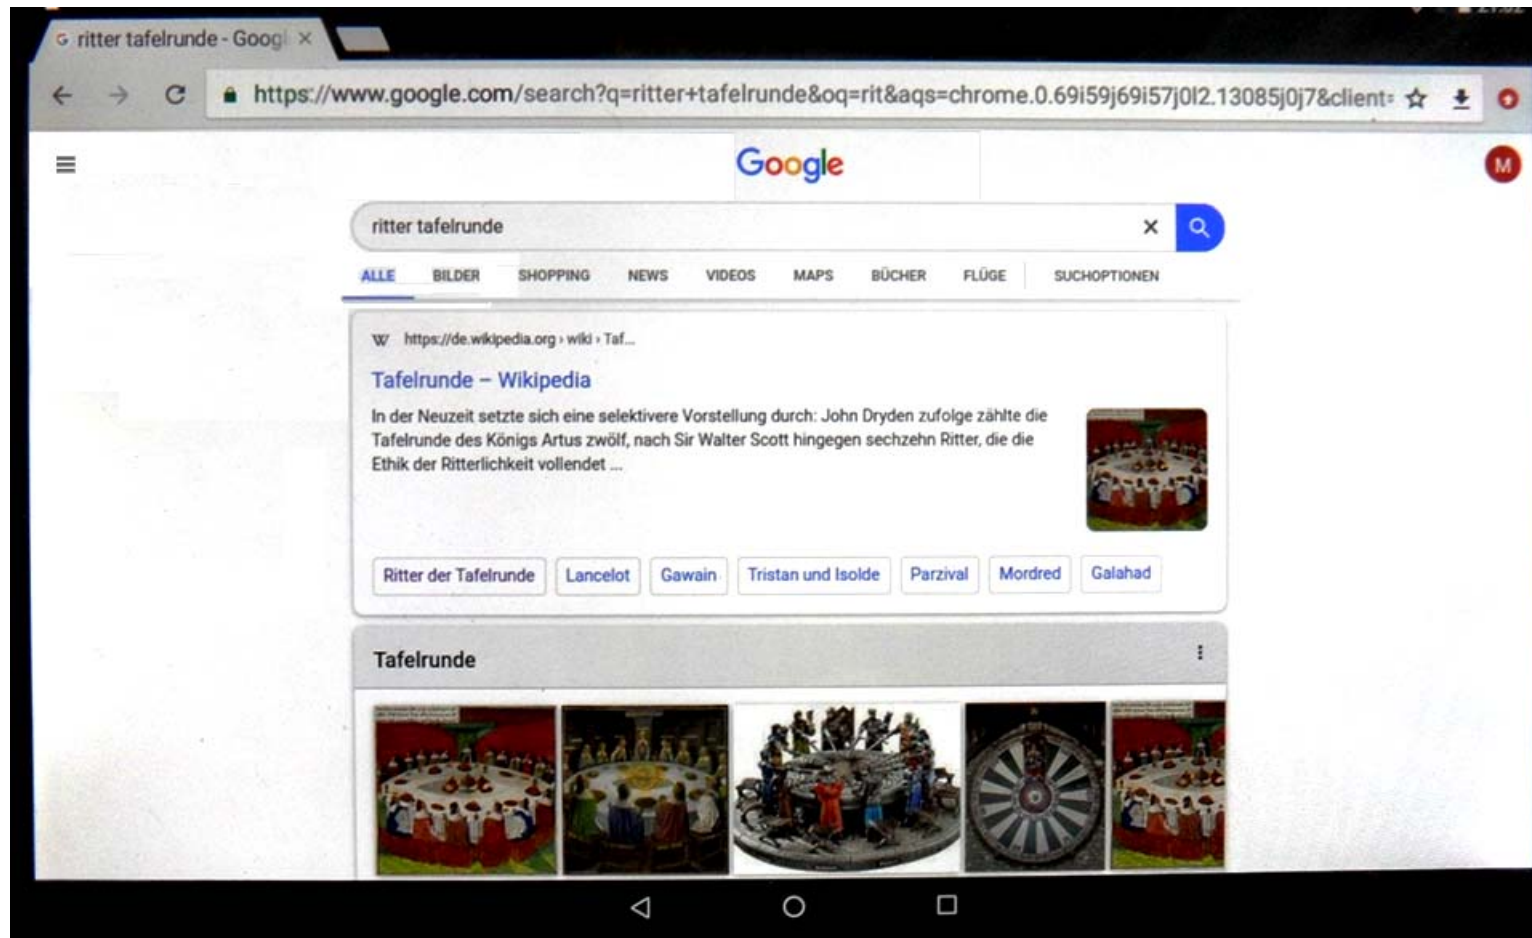 ritter tafelrunde - Googl
https://www.google.com/search?q=ritter+tafelrunde&oq=rit&aqs=chrome.0.69i59j69i57j0l2.13085j0j7&client=
Google
M
ritter tafelrunde
ALLE BILDER SHOPPING NEWS VIDEOS MAPS BÜCHER FLÜGE SUCHOPTIONEN
W https://de.wikipedia.org › wiki › Taf...
Tafelrunde – Wikipedia
In der Neuzeit setzte sich eine selektivere Vorstellung durch: John Dryden zufolge zählte die
Tafelrunde des Königs Artus zwölf, nach Sir Walter Scott hingegen sechzehn Ritter, die die
Ethik der Ritterlichkeit vollendet ...
Ritter der Tafelrunde Lancelot Gawain Tristan und Isolde Parzival Mordred Galahad
Tafelrunde